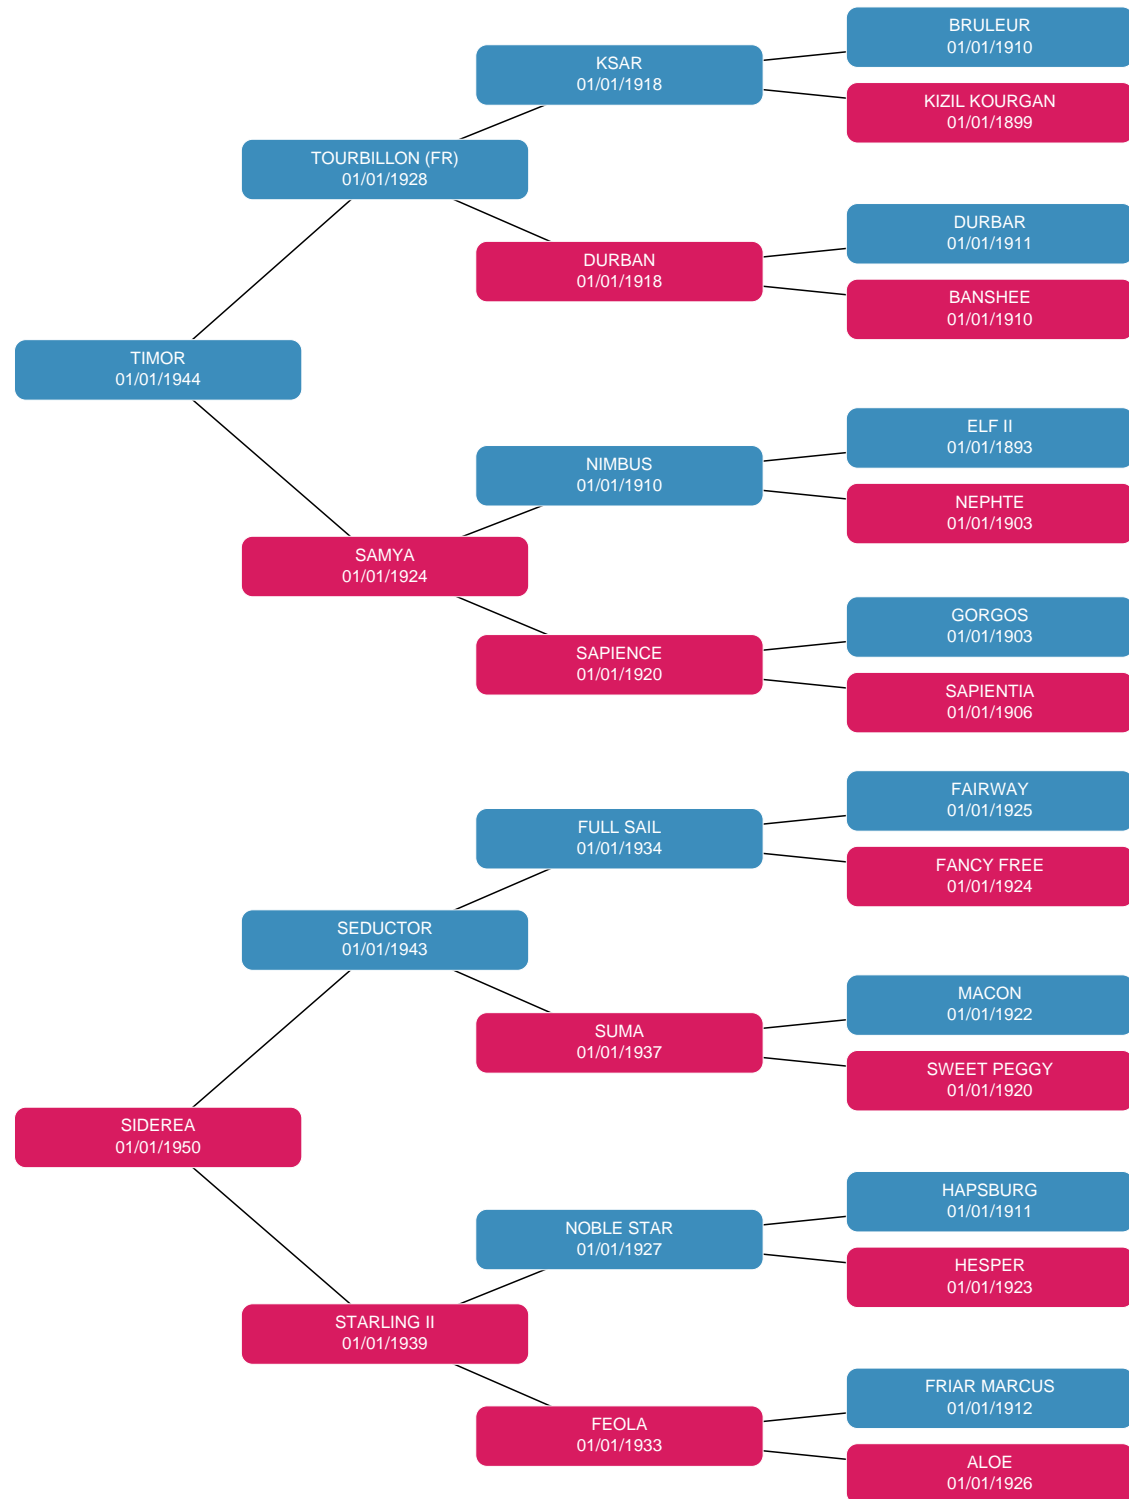 BRULEUR
01/01/1910
KSAR
01/01/1918
KIZIL KOURGAN
01/01/1899
TOURBILLON (FR)
01/01/1928
DURBAR
01/01/1911
DURBAN
01/01/1918
BANSHEE
01/01/1910
TIMOR
01/01/1944
ELF II
01/01/1893
NIMBUS
01/01/1910
NEPHTE
01/01/1903
SAMYA
01/01/1924
GORGOS
01/01/1903
SAPIENCE
01/01/1920
SAPIENTIA
01/01/1906
FAIRWAY
01/01/1925
FULL SAIL
01/01/1934
FANCY FREE
01/01/1924
SEDUCTOR
01/01/1943
MACON
01/01/1922
SUMA
01/01/1937
SWEET PEGGY
01/01/1920
SIDEREA
01/01/1950
HAPSBURG
01/01/1911
NOBLE STAR
01/01/1927
HESPER
01/01/1923
STARLING II
01/01/1939
FRIAR MARCUS
01/01/1912
FEOLA
01/01/1933
ALOE
01/01/1926